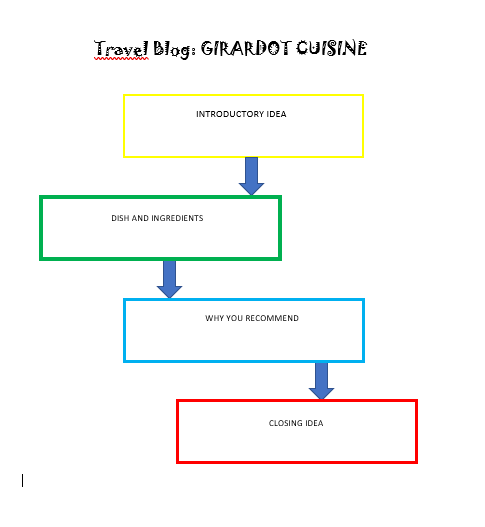 Travel Blog: GIRARDOT CUISINE
INTRODUCTORY IDEA
DISH AND INGREDIENTS
WHY YOU RECOMMEND
CLOSING IDEA